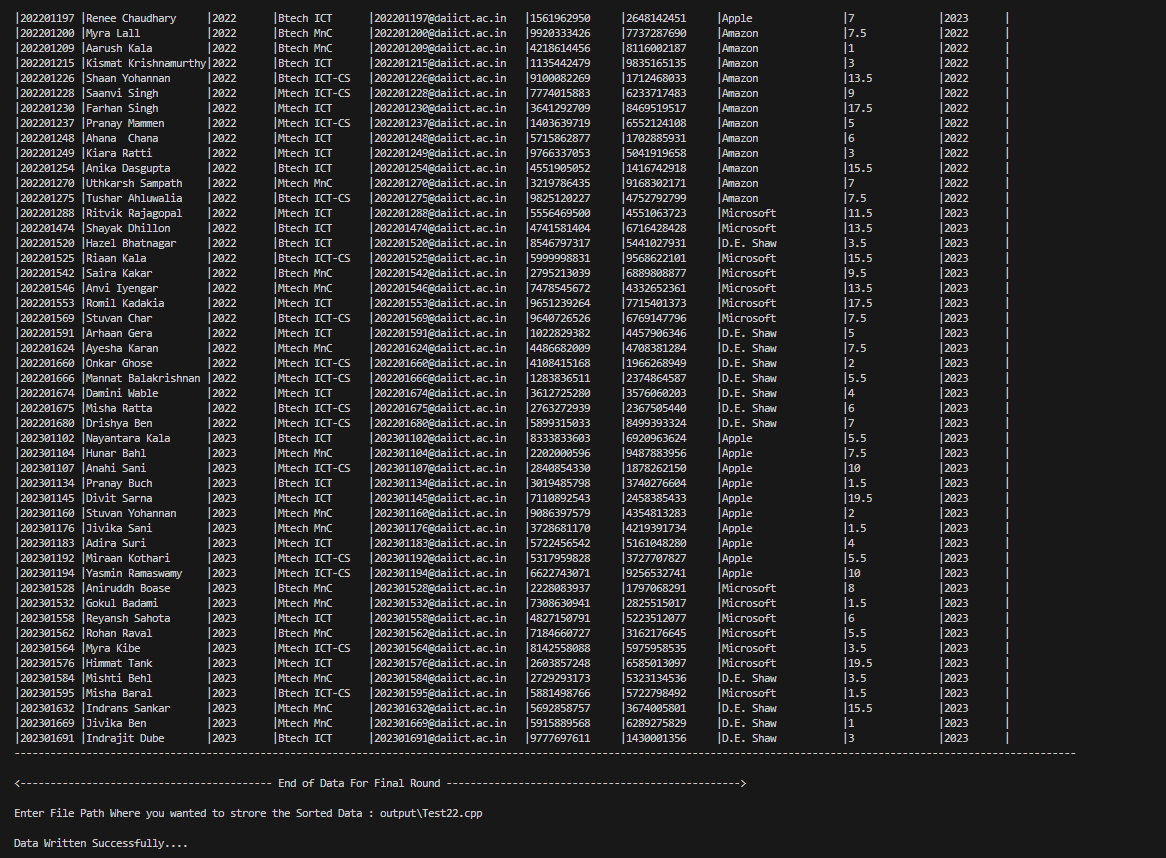 |202201197 |Renee Chaudhary |2022 |Btech ICT |202201197@daiict.ac.in |1561962950 |2648142451 |Apple |7 |2023 |
|202201200 |Myra Lall |2022 |Btech MnC |202201200@daiict.ac.in |9920333426 |7737287690 |Amazon |7.5 |2022 |
|202201209 |Aarush Kala |2022 |Btech MnC |202201209@daiict.ac.in |4218614456 |8116002187 |Amazon |1 |2022 |
|202201215 |Kismat Krishnamurthy|2022 |Btech ICT |202201215@daiict.ac.in |1135442479 |9835165135 |Amazon |3 |2022 |
|202201226 |Shaan Yohannan |2022 |Btech ICT-CS |202201226@daiict.ac.in |9100082269 |1712468033 |Amazon |13.5 |2022 |
|202201228 |Saanvi Singh |2022 |Mtech ICT-CS |202201228@daiict.ac.in |7774015883 |6233717483 |Amazon |9 |2022 |
|202201230 |Farhan Singh |2022 |Mtech ICT |202201230@daiict.ac.in |3641292709 |8469519517 |Amazon |17.5 |2022 |
|202201237 |Pranay Mammen |2022 |Mtech ICT-CS |202201237@daiict.ac.in |1403639719 |6552124108 |Amazon |5 |2022 |
|202201248 |Ahana  Chana |2022 |Mtech ICT |202201248@daiict.ac.in |5715862877 |1702885931 |Amazon |6 |2022 |
|202201249 |Kiara Ratti |2022 |Mtech ICT |202201249@daiict.ac.in |9766337053 |5041919658 |Amazon |3 |2022 |
|202201254 |Anika Dasgupta |2022 |Mtech ICT |202201254@daiict.ac.in |4551905052 |1416742918 |Amazon |15.5 |2022 |
|202201270 |Uthkarsh Sampath |2022 |Mtech MnC |202201270@daiict.ac.in |3219786435 |9168302171 |Amazon |7 |2022 |
|202201275 |Tushar Ahluwalia |2022 |Btech ICT-CS |202201275@daiict.ac.in |9825120227 |4752792799 |Amazon |7.5 |2022 |
|202201288 |Ritvik Rajagopal |2022 |Mtech ICT |202201288@daiict.ac.in |5556469500 |4551063723 |Microsoft |11.5 |2023 |
|202201474 |Shayak Dhillon |2022 |Btech ICT |202201474@daiict.ac.in |4741581404 |6716428428 |Microsoft |13.5 |2023 |
|202201520 |Hazel Bhatnagar |2022 |Btech ICT |202201520@daiict.ac.in |8546797317 |5441027931 |D.E. Shaw |3.5 |2023 |
|202201525 |Riaan Kala |2022 |Btech ICT-CS |202201525@daiict.ac.in |5999998831 |9568622101 |Microsoft |15.5 |2023 |
|202201542 |Saira Kakar |2022 |Btech MnC |202201542@daiict.ac.in |2795213039 |6889808877 |Microsoft |9.5 |2023 |
|202201546 |Anvi Iyengar |2022 |Mtech MnC |202201546@daiict.ac.in |7478545672 |4332652361 |Microsoft |13.5 |2023 |
|202201553 |Romil Kadakia |2022 |Mtech ICT |202201553@daiict.ac.in |9651239264 |7715401373 |Microsoft |17.5 |2023 |
|202201569 |Stuvan Char |2022 |Btech ICT-CS |202201569@daiict.ac.in |9640726526 |6769147796 |Microsoft |7.5 |2023 |
|202201591 |Arhaan Gera |2022 |Mtech ICT |202201591@daiict.ac.in |1022829382 |4457906346 |D.E. Shaw |5 |2023 |
|202201624 |Ayesha Karan |2022 |Mtech MnC |202201624@daiict.ac.in |4486682009 |4708381284 |D.E. Shaw |7.5 |2023 |
|202201660 |Onkar Ghose |2022 |Mtech ICT-CS |202201660@daiict.ac.in |4108415168 |1966268949 |D.E. Shaw |2 |2023 |
|202201666 |Mannat Balakrishnan |2022 |Mtech ICT-CS |202201666@daiict.ac.in |1283836511 |2374864587 |D.E. Shaw |5.5 |2023 |
|202201674 |Damini Wable |2022 |Mtech ICT |202201674@daiict.ac.in |3612725280 |3576060203 |D.E. Shaw |4 |2023 |
|202201675 |Misha Ratta |2022 |Btech ICT-CS |202201675@daiict.ac.in |2763272939 |2367505440 |D.E. Shaw |6 |2023 |
|202201680 |Drishya Ben |2022 |Mtech ICT-CS |202201680@daiict.ac.in |5899315033 |8499393324 |D.E. Shaw |7 |2023 |
|202301102 |Nayantara Kala |2023 |Btech ICT |202301102@daiict.ac.in |8333833603 |6920963624 |Apple |5.5 |2023 |
|202301104 |Hunar Bahl |2023 |Mtech MnC |202301104@daiict.ac.in |2202000596 |9487883956 |Apple |7.5 |2023 |
|202301107 |Anahi Sani |2023 |Mtech ICT-CS |202301107@daiict.ac.in |2840854330 |1878262150 |Apple |10 |2023 |
|202301134 |Pranay Buch |2023 |Btech ICT |202301134@daiict.ac.in |3019485798 |3740276604 |Apple |1.5 |2023 |
|202301145 |Divit Sarna |2023 |Mtech ICT |202301145@daiict.ac.in |7110892543 |2458385433 |Apple |19.5 |2023 |
|202301160 |Stuvan Yohannan |2023 |Mtech MnC |202301160@daiict.ac.in |9086397579 |4354813283 |Apple |2 |2023 |
|202301176 |Jivika Sani |2023 |Mtech MnC |202301176@daiict.ac.in |3728681170 |4219391734 |Apple |1.5 |2023 |
|202301183 |Adira Suri |2023 |Mtech ICT |202301183@daiict.ac.in |5722456542 |5161048280 |Apple |4 |2023 |
|202301192 |Miraan Kothari |2023 |Mtech ICT-CS |202301192@daiict.ac.in |5317959828 |3727707827 |Apple |5.5 |2023 |
|202301194 |Yasmin Ramaswamy |2023 |Mtech ICT-CS |202301194@daiict.ac.in |6622743071 |9256532741 |Apple |10 |2023 |
|202301528 |Aniruddh Boase |2023 |Btech MnC |202301528@daiict.ac.in |2228083937 |1797068291 |Microsoft |8 |2023 |
|202301532 |Gokul Badami |2023 |Mtech MnC |202301532@daiict.ac.in |7308630941 |2825515017 |Microsoft |1.5 |2023 |
|202301558 |Reyansh Sahota |2023 |Mtech ICT |202301558@daiict.ac.in |4827150791 |5223512077 |Microsoft |6 |2023 |
|202301562 |Rohan Raval |2023 |Btech MnC |202301562@daiict.ac.in |7184660727 |3162176645 |Microsoft |5.5 |2023 |
|202301564 |Myra Kibe |2023 |Mtech ICT-CS |202301564@daiict.ac.in |8142558088 |5975958535 |Microsoft |3.5 |2023 |
|202301576 |Himmat Tank |2023 |Mtech ICT |202301576@daiict.ac.in |2603857248 |6585013097 |Microsoft |19.5 |2023 |
|202301584 |Mishti Behl |2023 |Mtech MnC |202301584@daiict.ac.in |2729293173 |5323134536 |D.E. Shaw |3.5 |2023 |
|202301595 |Misha Baral |2023 |Btech ICT-CS |202301595@daiict.ac.in |5881498766 |5722798492 |Microsoft |1.5 |2023 |
|202301632 |Indrans Sankar |2023 |Mtech MnC |202301632@daiict.ac.in |5692858757 |3674005801 |D.E. Shaw |15.5 |2023 |
|202301669 |Jivika Ben |2023 |Mtech MnC |202301669@daiict.ac.in |5915889568 |6289275829 |D.E. Shaw |1 |2023 |
|202301691 |Indrajit Dube |2023 |Btech ICT |202301691@daiict.ac.in |9777697611 |1430001356 |D.E. Shaw |3 |2023 |
<------------------------------------------ End of Data For Final Round ------------------------------------------------->
Enter File Path Where you wanted to strore the Sorted Data : output\Test22.cpp
Data Written Successfully....